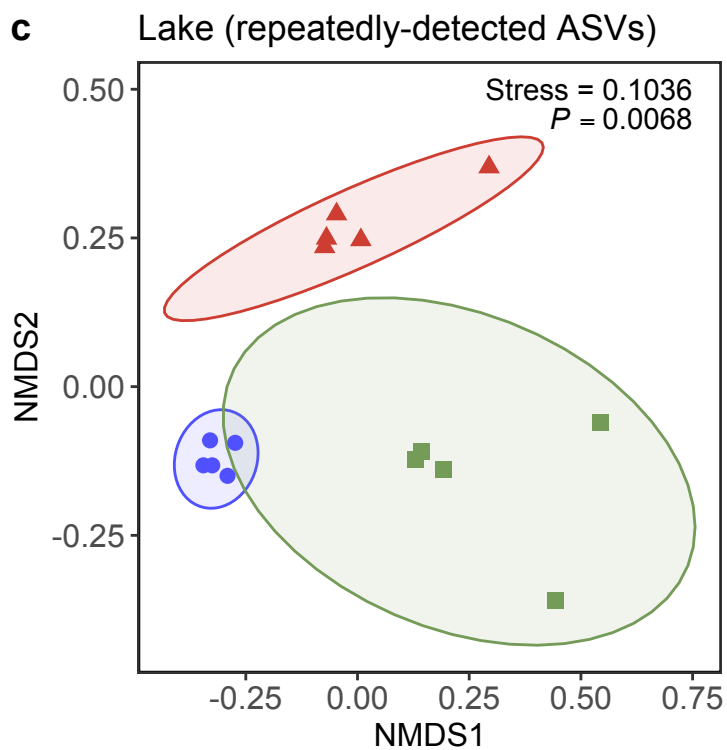 c Lake (repeatedly-detected ASVs)
Stress = 0.1036
P = 0.0068
0.50
0.25
0.00
-0.25
NMDS2
-0.25 0.00 0.25 0.50 0.75
NMDS1